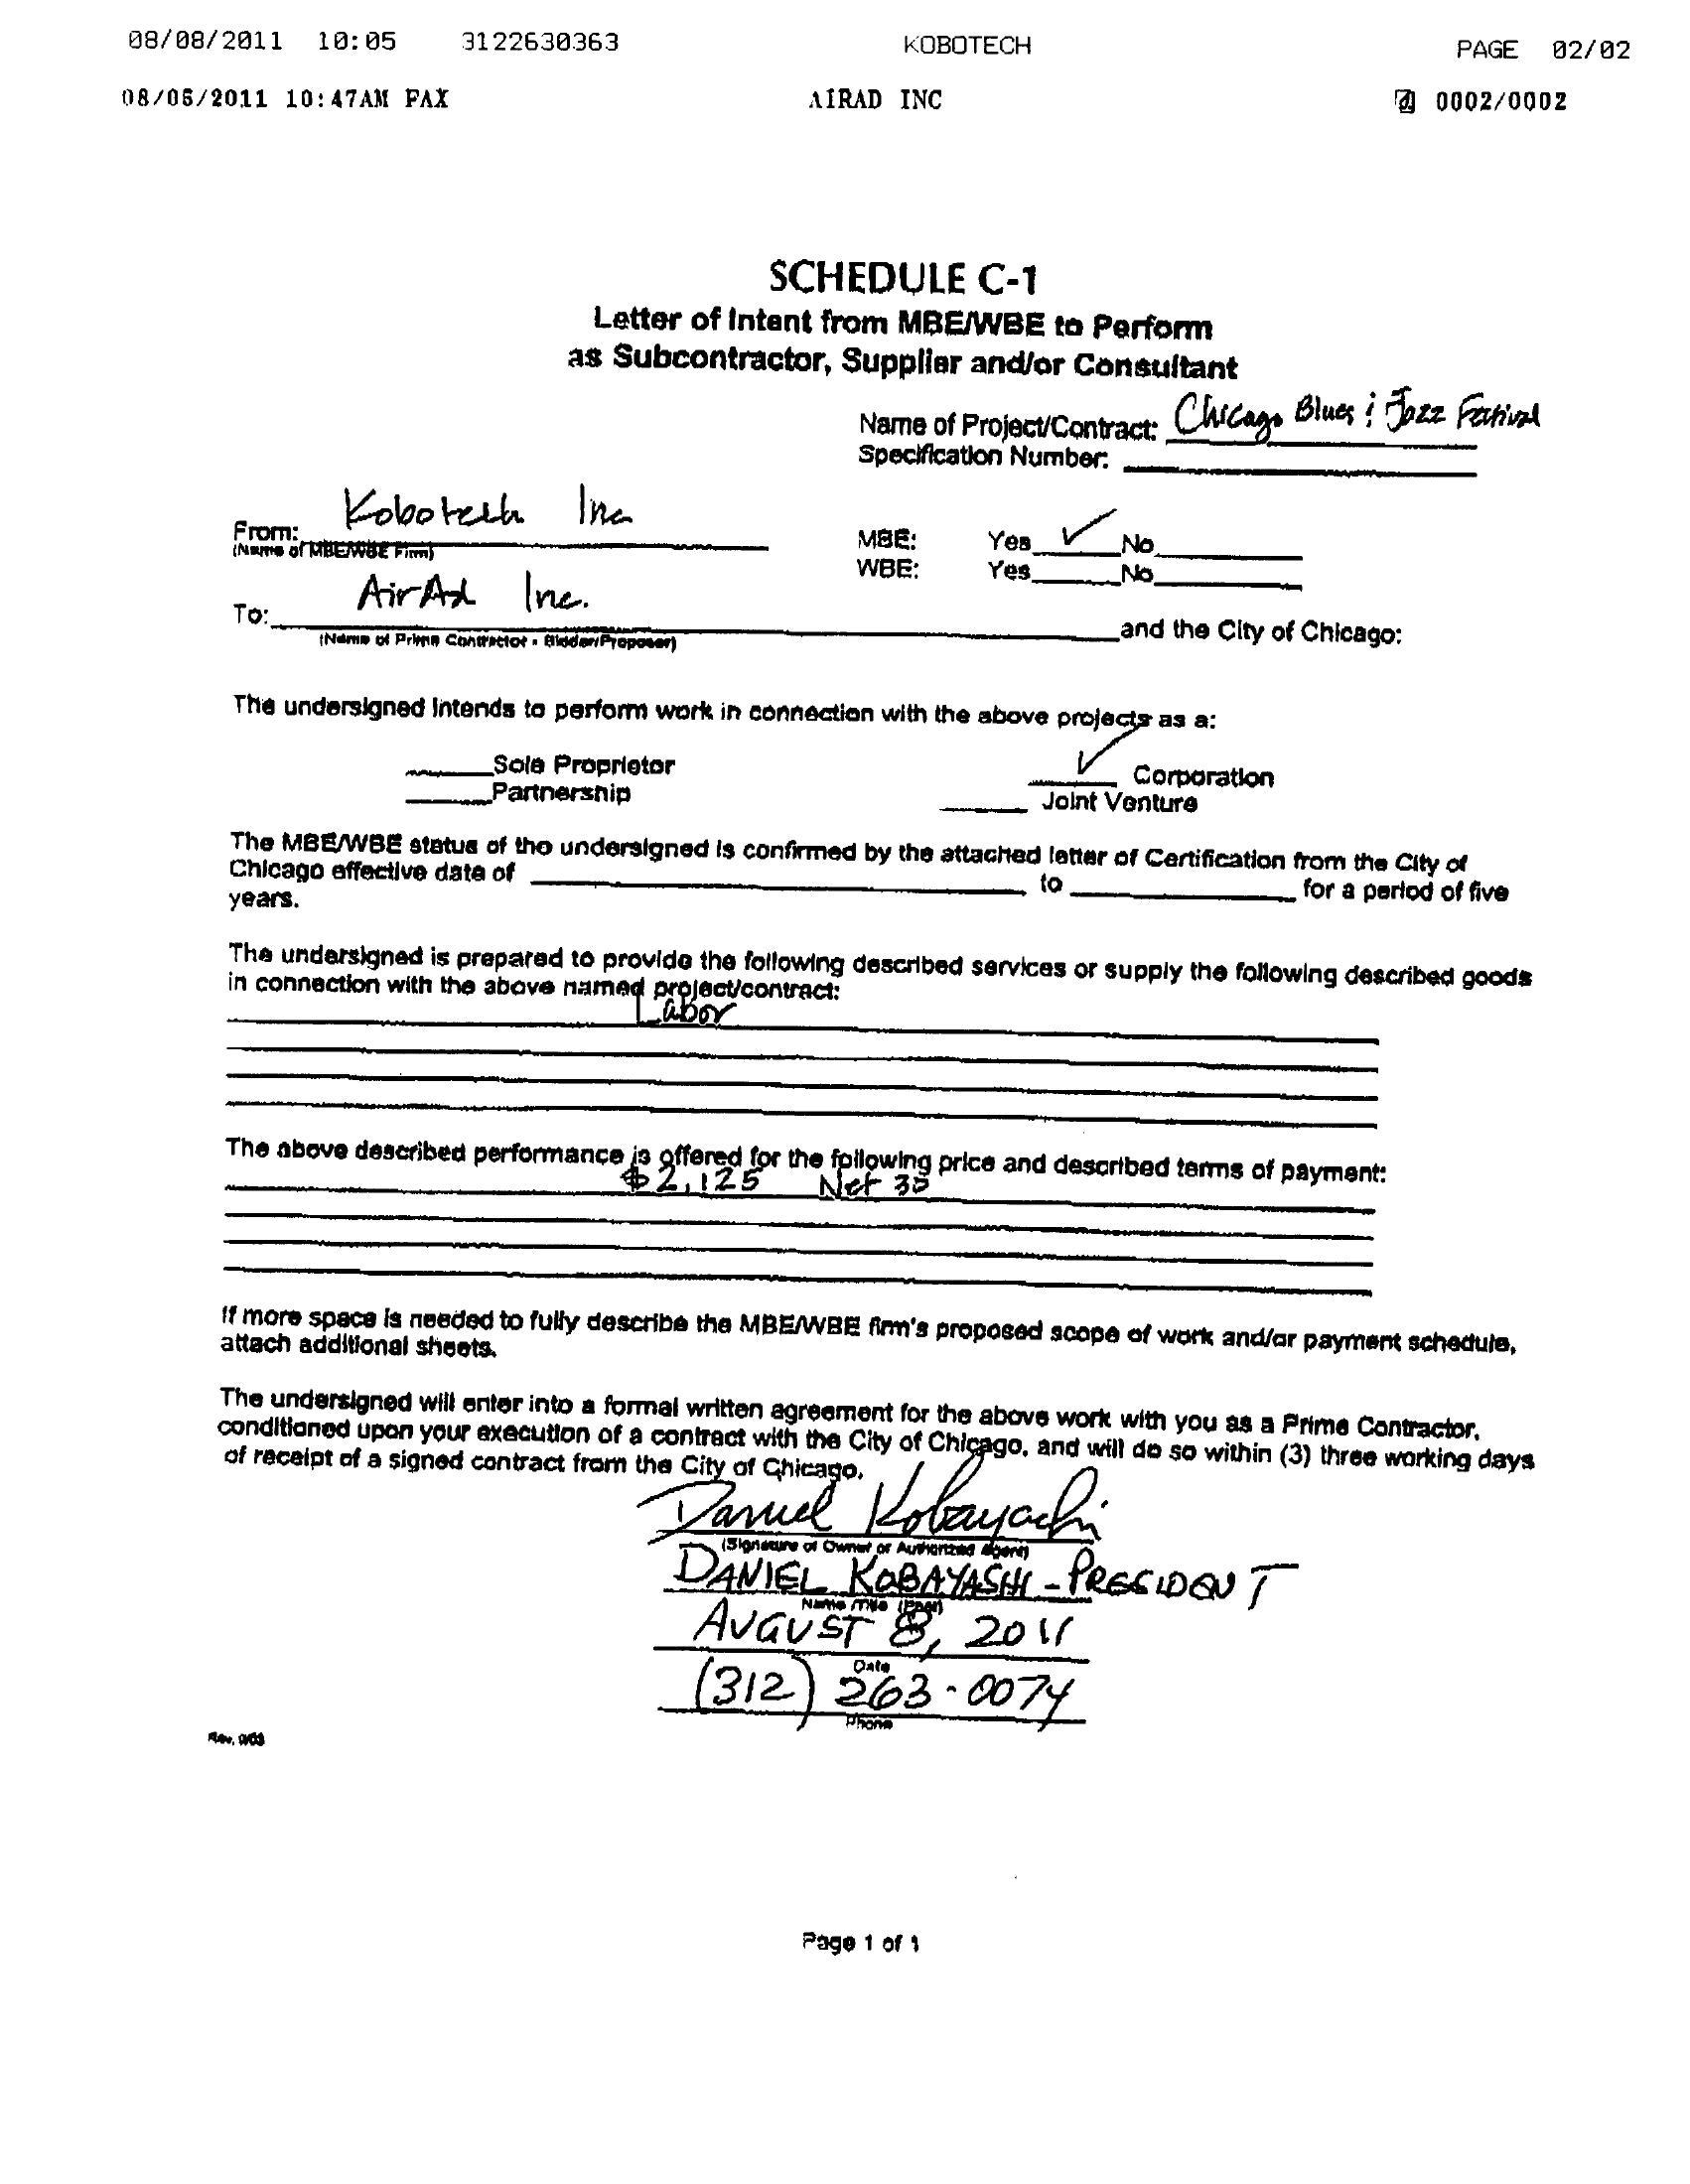 08/08/2011 10:05 3122630363 KOBOTECH PAGE 02/02
08/05/2011 10:47AM FAX AIRAD INC 0002/0002
SCHEDULE C-1
Letter of Intent from MBE/WBE to Perform
as Subcontractor, Supplier and/or Consultant
Name of Project/Contract: Chicago Blues & Jazz Festival
Specification Number:
From: Kobotech Inc
(Name of MBE/WBE Firm)
MBE: Yes ✓ No
WBE: Yes No
To: AirAd Inc. and the City of Chicago:
(Name of Prime Contractor - Bidder/Proposer)
The undersigned intends to perform work in connection with the above projects as a:
Sole Proprietor ✓ Corporation
Partnership Joint Venture
The MBE/WBE status of the undersigned is confirmed by the attached letter of Certification from the City of
Chicago effective date of to for a period of five
years.
The undersigned is prepared to provide the following described services or supply the following described goods
in connection with the above named project/contract:
Labor
The above described performance is offered for the following price and described terms of payment:
$2,125 Net 30
If more space is needed to fully describe the MBE/WBE firm's proposed scope of work and/or payment schedule,
attach additional sheets.
The undersigned will enter into a formal written agreement for the above work with you as a Prime Contractor,
conditioned upon your execution of a contract with the City of Chicago, and will do so within (3) three working days
of receipt of a signed contract from the City of Chicago.
Daniel Kobayashi
(Signature of Owner or Authorized Agent)
DANIEL KOBAYASHI - PRESIDENT
Name /Title (Print)
AUGUST 8, 2011
Date
(312) 263-0074
Phone
Rev. 9/03
Page 1 of 1